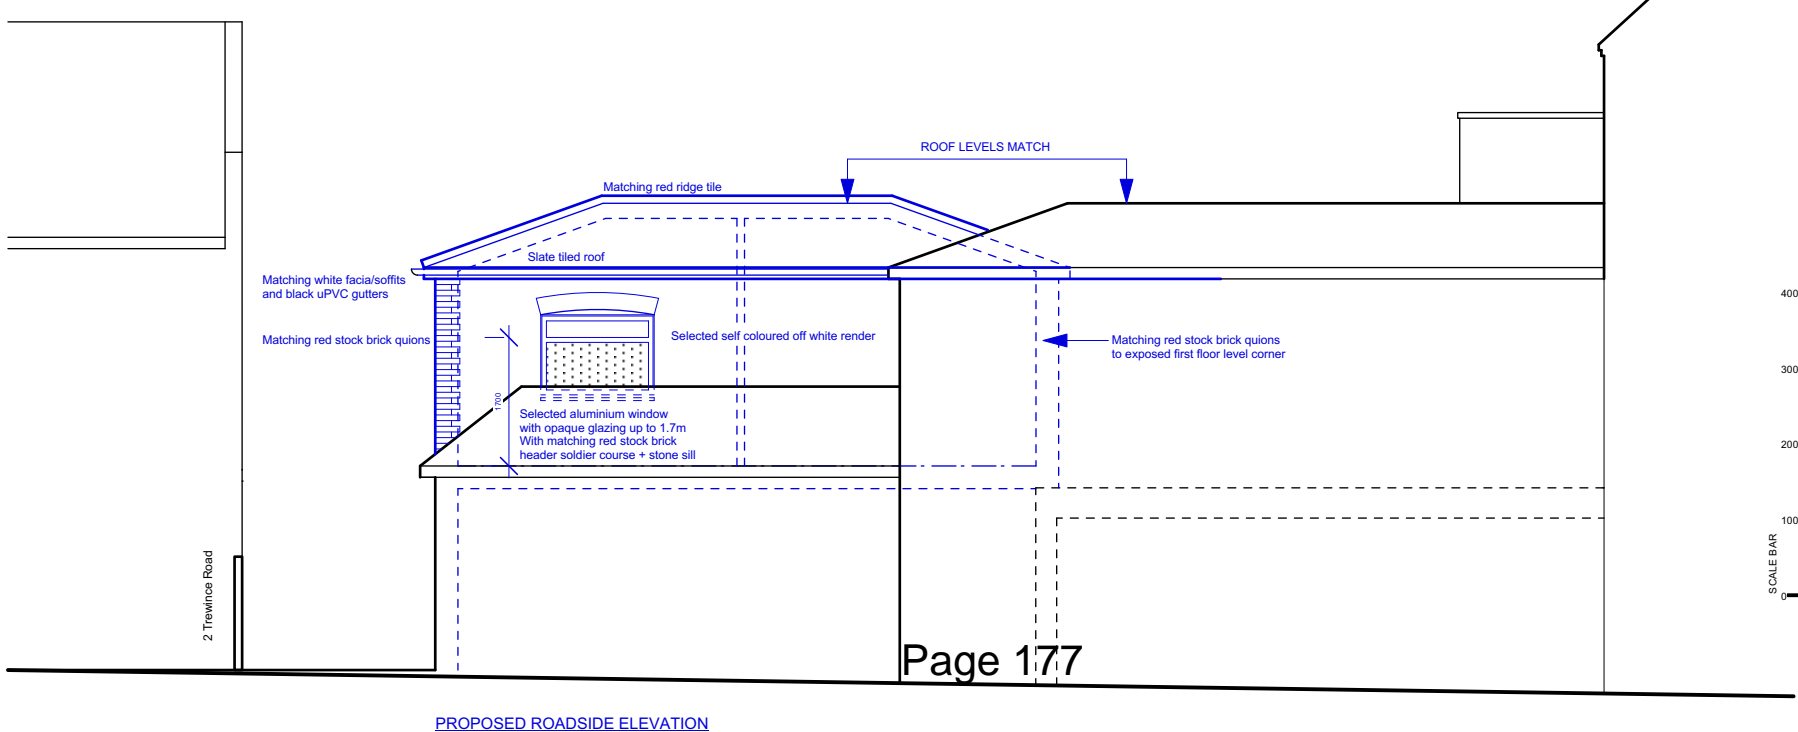 ROOF LEVELS MATCH
Matching red ridge tile
Slate tiled roof
Matching white facia/soffits
and black uPVC gutters
Matching red stock brick quions
Selected self coloured off white render
Matching red stock brick quions
to exposed first floor level corner
1700
Selected aluminium window
with opaque glazing up to 1.7m
With matching red stock brick
header soldier course + stone sill
2 Trewince Road
400
300
200
100
0
SCALE BAR
Page 177
PROPOSED ROADSIDE ELEVATION